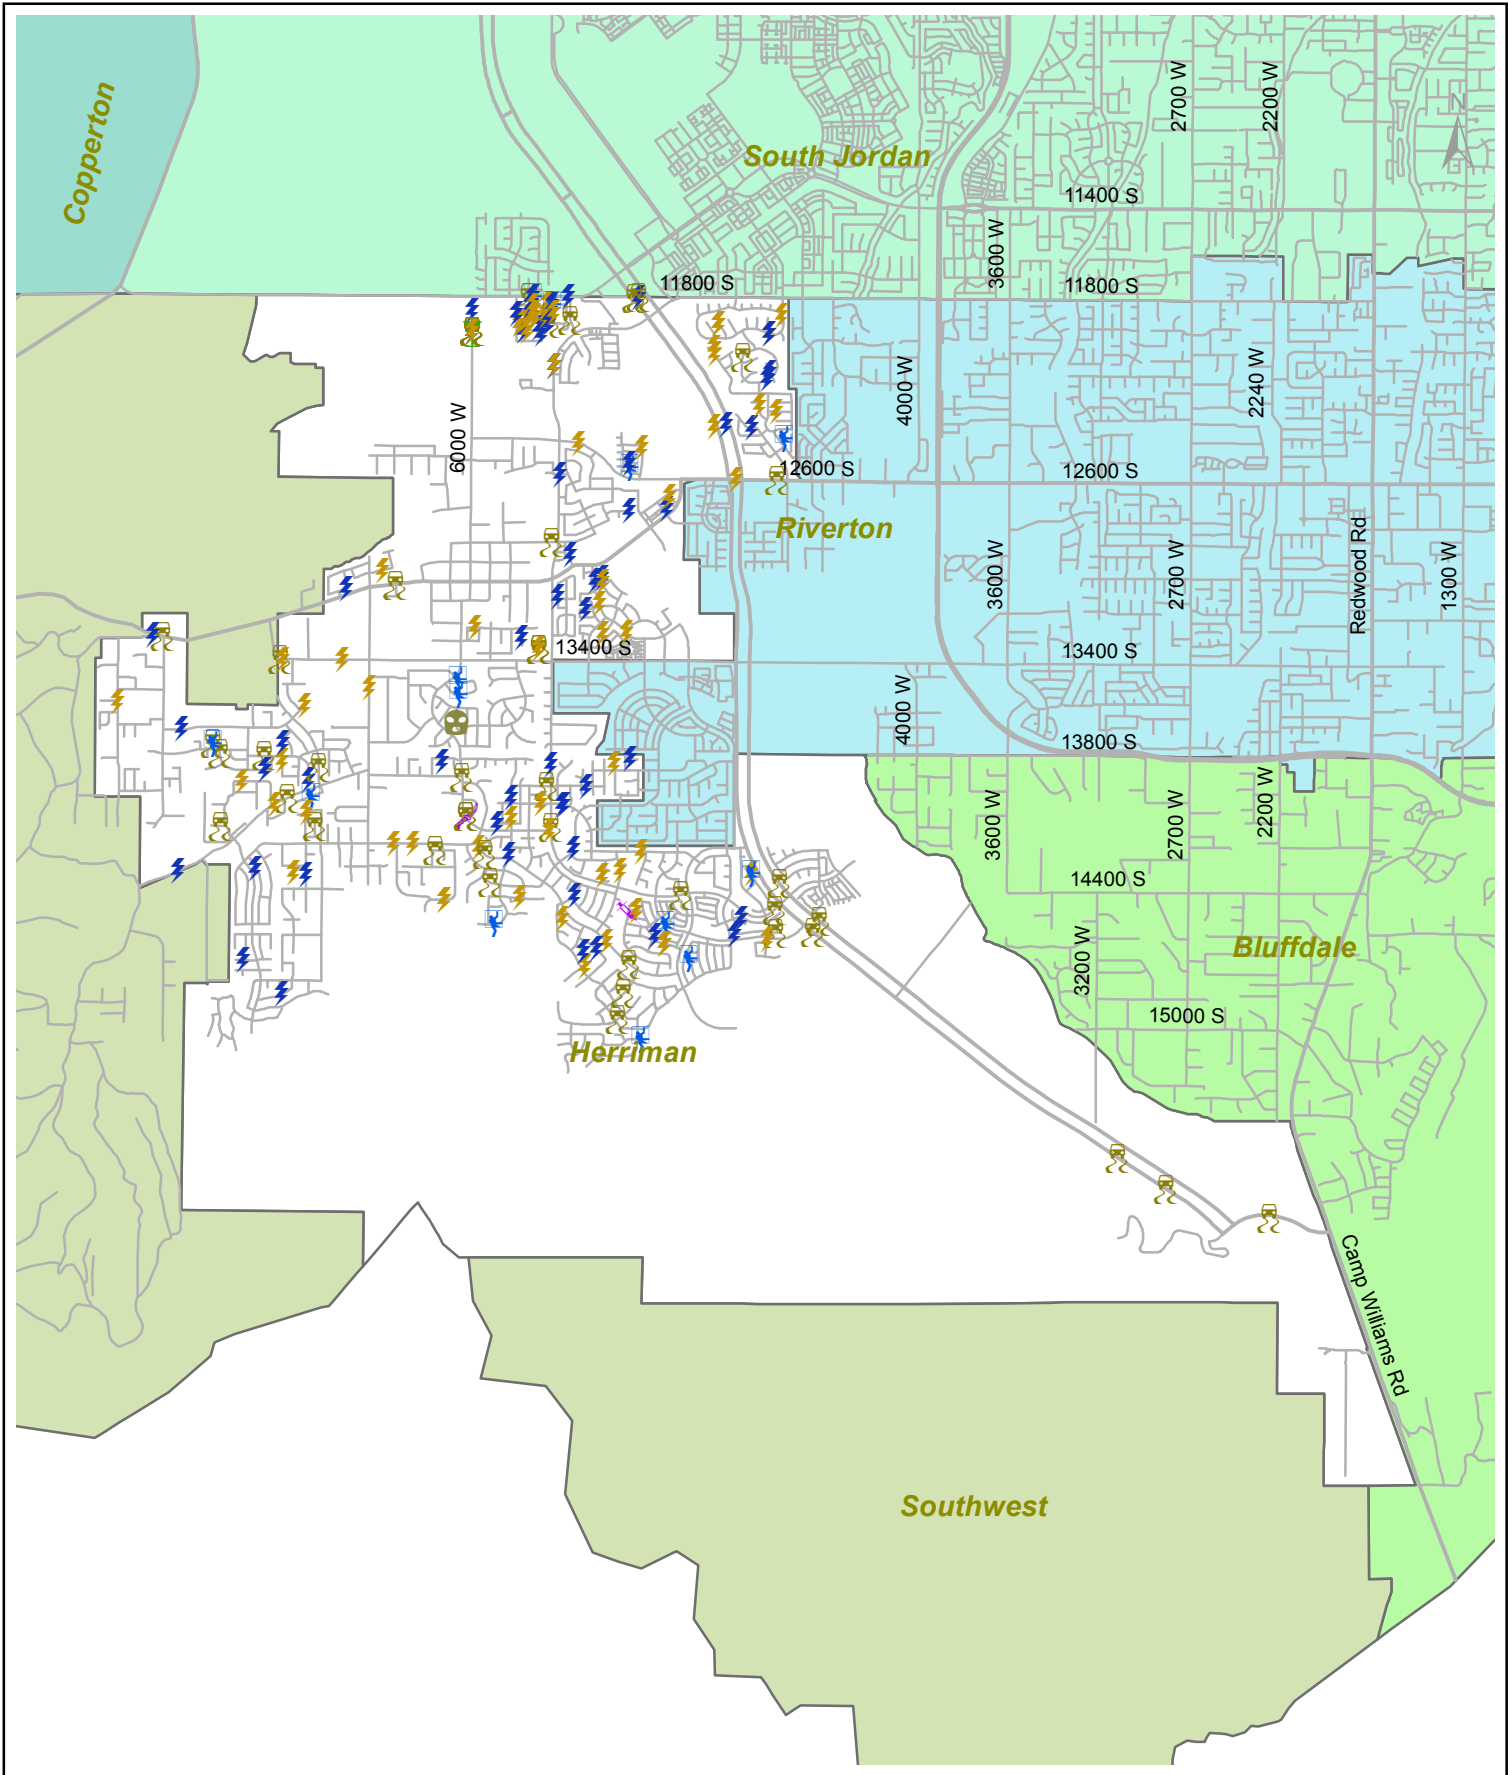 Copperton
2700 W
2200 W
N
South Jordan
11400 S
3600 W
11800 S
11800 S
4000 W
2240 W
6000 W
12600 S
12600 S
Riverton
3600 W
2700 W
Redwood Rd
1300 W
13400 S
13400 S
4000 W
13800 S
3600 W
2700 W
2200 W
14400 S
3200 W
Bluffdale
15000 S
Herriman
Camp Williams Rd
Southwest